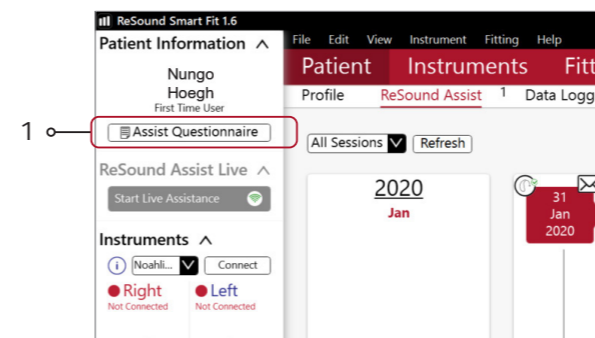 ReSound Smart Fit 1.6
Patient Information
Nungo
Hoegh
First Time User
1
Assist Questionnaire
ReSound Assist Live
Start Live Assistance
Instruments
Noahli...
Connect
Right
Left
Not Connected
Not Connected
File Edit View Instrument Fitting Help
Patient Instruments Fitt
Profile ReSound Assist 1 Data Logg
All Sessions Refresh
2020
Jan
31
Jan
2020